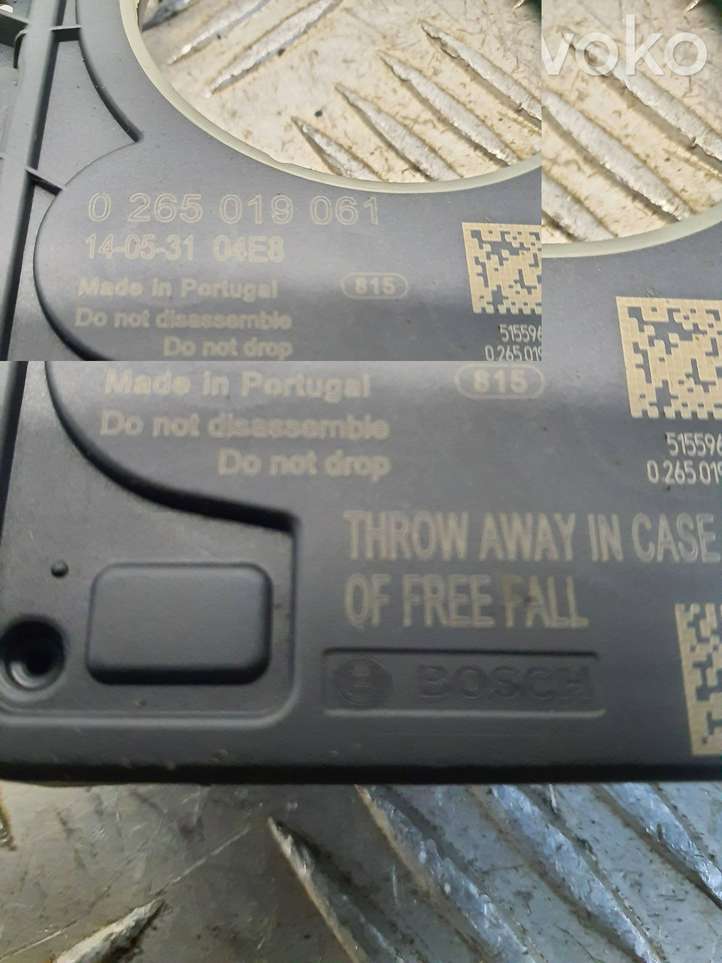 voko
0 265 019 061
14-05-31 04E8
Made in Portugal 815
Do not disassemble
Do not drop
515596
0.265.019
Made in Portugal 815
Do not disassemble
Do not drop
515596
0.265.019
THROW AWAY IN CASE
OF FREE FALL
BOSCH